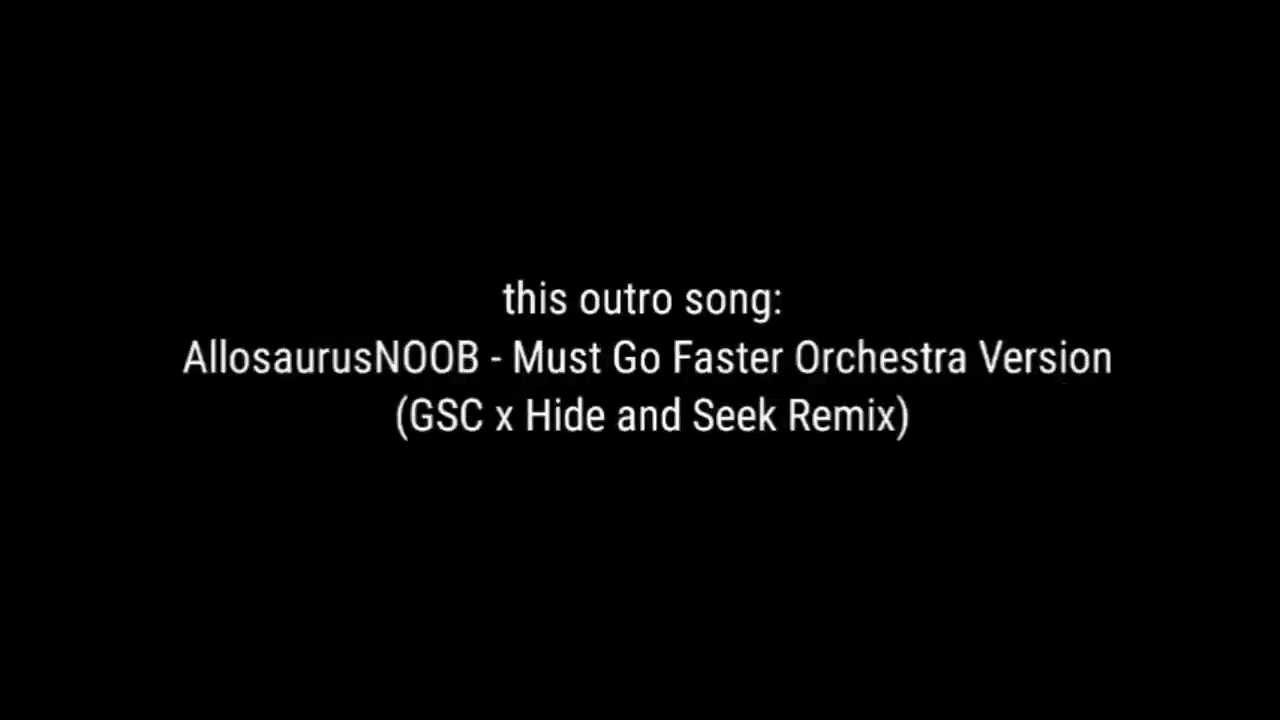 this outro song:
AllosaurusNOOB - Must Go Faster Orchestra Version
(GSC x Hide and Seek Remix)